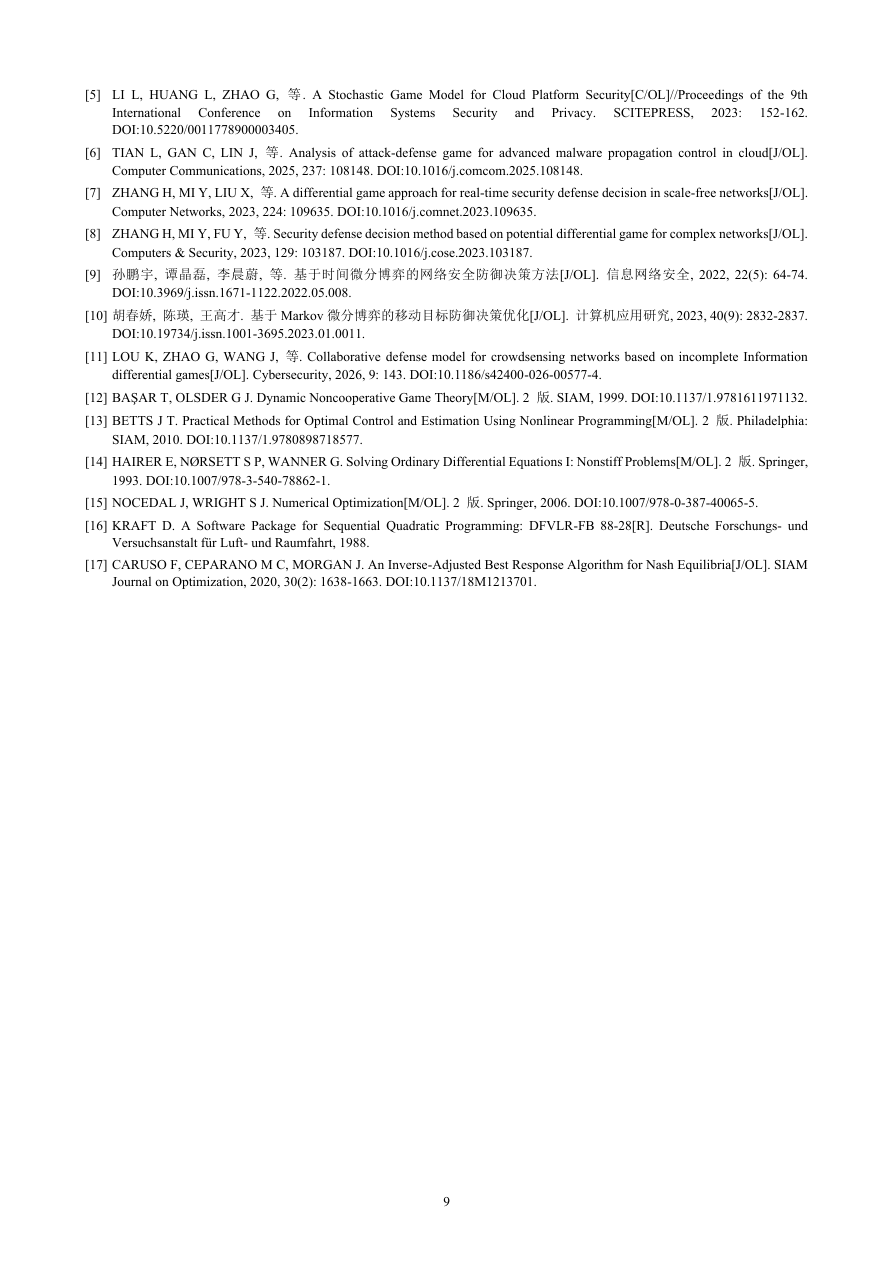 [5] LI L, HUANG L, ZHAO G, 等. A Stochastic Game Model for Cloud Platform Security[C/OL]//Proceedings of the 9th
International Conference on Information Systems Security and Privacy. SCITEPRESS, 2023: 152-162.
DOI:10.5220/0011778900003405.
[6] TIAN L, GAN C, LIN J, 等. Analysis of attack-defense game for advanced malware propagation control in cloud[J/OL].
Computer Communications, 2025, 237: 108148. DOI:10.1016/j.comcom.2025.108148.
[7] ZHANG H, MI Y, LIU X, 等. A differential game approach for real-time security defense decision in scale-free networks[J/OL].
Computer Networks, 2023, 224: 109635. DOI:10.1016/j.comnet.2023.109635.
[8] ZHANG H, MI Y, FU Y, 等. Security defense decision method based on potential differential game for complex networks[J/OL].
Computers & Security, 2023, 129: 103187. DOI:10.1016/j.cose.2023.103187.
[9] 孙鹏宇, 谭晶磊, 李晨蔚, 等. 基于时间微分博弈的网络安全防御决策方法[J/OL]. 信息网络安全, 2022, 22(5): 64-74.
DOI:10.3969/j.issn.1671-1122.2022.05.008.
[10] 胡春娇, 陈瑛, 王高才. 基于 Markov 微分博弈的移动目标防御决策优化[J/OL]. 计算机应用研究, 2023, 40(9): 2832-2837.
DOI:10.19734/j.issn.1001-3695.2023.01.0011.
[11] LOU K, ZHAO G, WANG J, 等. Collaborative defense model for crowdsensing networks based on incomplete Information
differential games[J/OL]. Cybersecurity, 2026, 9: 143. DOI:10.1186/s42400-026-00577-4.
[12] BAŞAR T, OLSDER G J. Dynamic Noncooperative Game Theory[M/OL]. 2 版. SIAM, 1999. DOI:10.1137/1.9781611971132.
[13] BETTS J T. Practical Methods for Optimal Control and Estimation Using Nonlinear Programming[M/OL]. 2 版. Philadelphia:
SIAM, 2010. DOI:10.1137/1.9780898718577.
[14] HAIRER E, NØRSETT S P, WANNER G. Solving Ordinary Differential Equations I: Nonstiff Problems[M/OL]. 2 版. Springer,
1993. DOI:10.1007/978-3-540-78862-1.
[15] NOCEDAL J, WRIGHT S J. Numerical Optimization[M/OL]. 2 版. Springer, 2006. DOI:10.1007/978-0-387-40065-5.
[16] KRAFT D. A Software Package for Sequential Quadratic Programming: DFVLR-FB 88-28[R]. Deutsche Forschungs- und
Versuchsanstalt für Luft- und Raumfahrt, 1988.
[17] CARUSO F, CEPARANO M C, MORGAN J. An Inverse-Adjusted Best Response Algorithm for Nash Equilibria[J/OL]. SIAM
Journal on Optimization, 2020, 30(2): 1638-1663. DOI:10.1137/18M1213701.
9